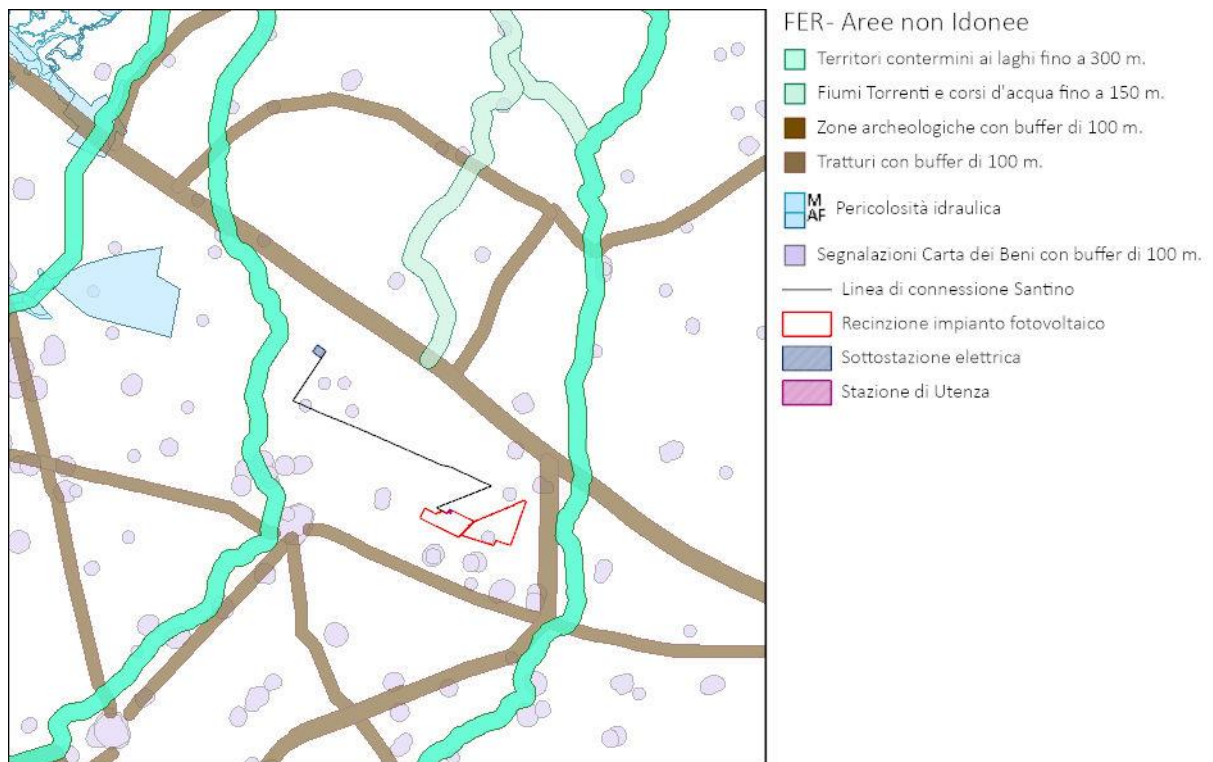 FER- Aree non Idonee
Territori contermini ai laghi fino a 300 m.
Fiumi Torrenti e corsi d'acqua fino a 150 m.
Zone archeologiche con buffer di 100 m.
Tratturi con buffer di 100 m.
M
AF
Pericolosità idraulica
Segnalazioni Carta dei Beni con buffer di 100 m.
Linea di connessione Santino
Recinzione impianto fotovoltaico
Sottostazione elettrica
Stazione di Utenza